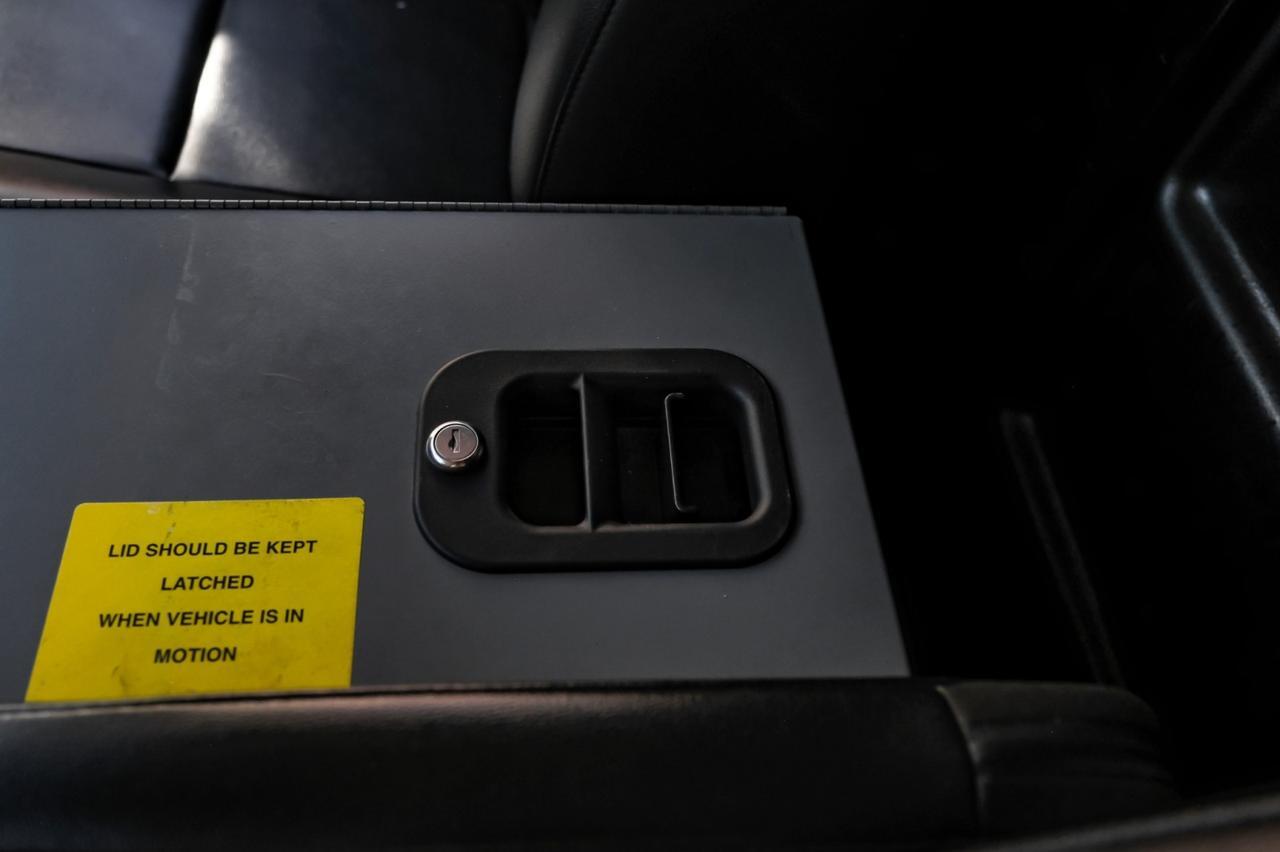 LID SHOULD BE KEPT
LATCHED
WHEN VEHICLE IS IN
MOTION